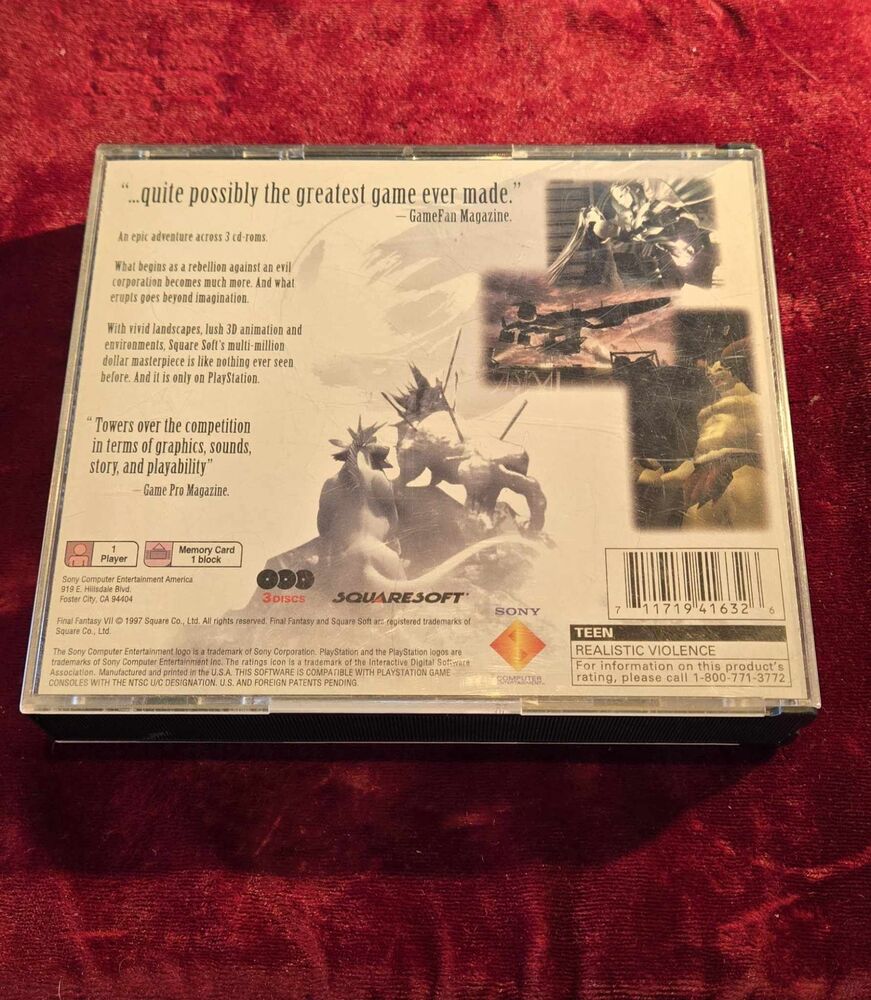 “...quite possibly the greatest game ever made.”
— GameFan Magazine.
An epic adventure across 3 cd-roms.
What begins as a rebellion against an evil
corporation becomes much more. And what
erupts goes beyond imagination.
With vivid landscapes, lush 3D animation and
environments, Square Soft's multi-million
dollar masterpiece is like nothing ever seen
before. And it is only on PlayStation.
“Towers over the competition
in terms of graphics, sounds,
story, and playability”
— Game Pro Magazine.
1
Player
Memory Card
1 block
Sony Computer Entertainment America
919 E. Hillsdale Blvd.
Foster City, CA 94404
3 DISCS
SQUARESOFT
SONY
COMPUTER
ENTERTAINMENT
7 11719 41632 6
TEEN
REALISTIC VIOLENCE
For information on this product's
rating, please call 1-800-771-3772
Final Fantasy VII © 1997 Square Co., Ltd. All rights reserved. Final Fantasy and Square Soft are registered trademarks of
Square Co., Ltd.
The Sony Computer Entertainment logo is a trademark of Sony Corporation. PlayStation and the PlayStation logos are
trademarks of Sony Computer Entertainment Inc. The ratings icon is a trademark of the Interactive Digital Software
Association. Manufactured and printed in the U.S.A. THIS SOFTWARE IS COMPATIBLE WITH PLAYSTATION GAME
CONSOLES WITH THE NTSC U/C DESIGNATION. U.S. AND FOREIGN PATENTS PENDING.